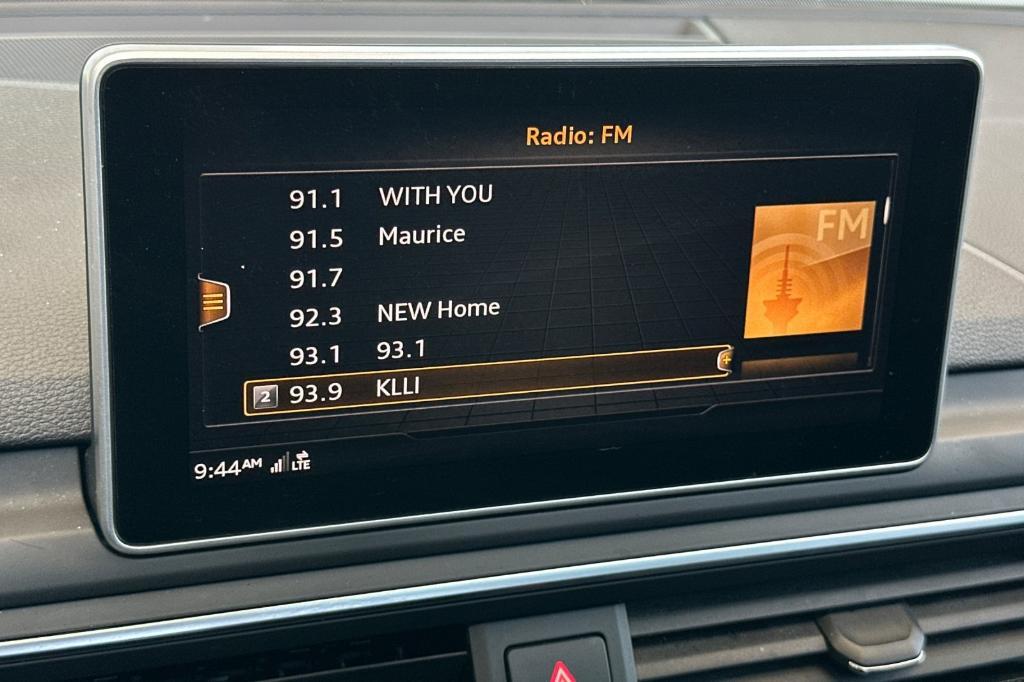 Radio: FM
91.1 WITH YOU
91.5 Maurice
91.7
92.3 NEW Home
93.1 93.1
2 93.9 KLLI
FM
9:44AM LTE